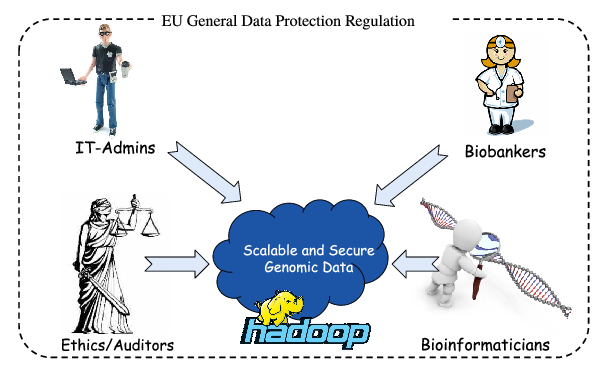 EU General Data Protection Regulation
IT-Admins
Biobankers
Scalable and Secure
Genomic Data
hadoop
Ethics/Auditors
Bioinformaticians